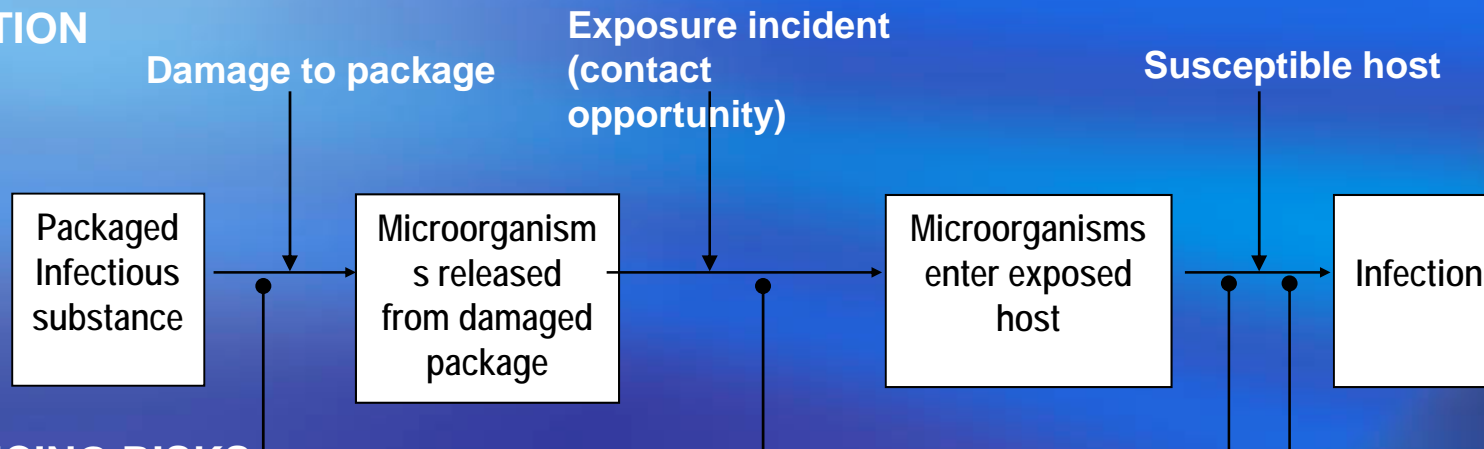 TION
Damage to package
Exposure incident
(contact
opportunity)
Susceptible host
Packaged
Infectious
substance
Microorganism
s released
from damaged
package
Microorganisms
enter exposed
host
Infection
RISKS